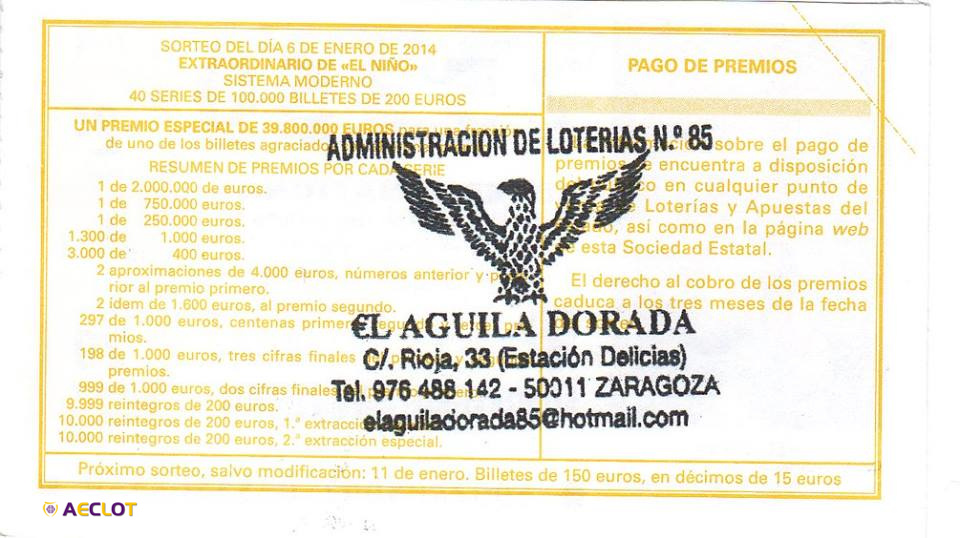 SORTEO DEL DÍA 6 DE ENERO DE 2014
EXTRAORDINARIO DE «EL NIÑO»
SISTEMA MODERNO
40 SERIES DE 100.000 BILLETES DE 200 EUROS
UN PREMIO ESPECIAL DE 39.800.000 EUROS para una
de uno de los billetes agraciados
RESUMEN DE PREMIOS POR CADA SERIE
1 de 2.000.000 de euros.
1 de 750.000 euros.
1 de 250.000 euros.
1.300 de 1.000 euros.
3.000 de 400 euros.
2 aproximaciones de 4.000 euros, números anterior y
rior al premio primero.
2 ídem de 1.600 euros, al premio segundo.
297 de 1.000 euros, centenas
mios.
198 de 1.000 euros, tres cifras finales
premios.
999 de 1.000 euros, dos cifras finales
9.999 reintegros de 200 euros.
10.000 reintegros de 200 euros, 1.ª
10.000 reintegros de 200 euros, 2.ª extracción especial.
PAGO DE PREMIOS
sobre el pago de
premios se encuentra a disposición
en cualquier punto de
Loterías y Apuestas del
así como en la página web
de esta Sociedad Estatal.
El derecho al cobro de los premios
caduca a los tres meses de la fecha
ADMINISTRACION DE LOTERIAS N.º 85
€L AGUILA DORADA
C/. Rioja, 33 (Estación Delicias)
Tel. 976 488 142 - 50011 ZARAGOZA
elaguiladorada85@hotmail.com
Próximo sorteo, salvo modificación: 11 de enero. Billetes de 150 euros, en décimos de 15 euros
AECLOT